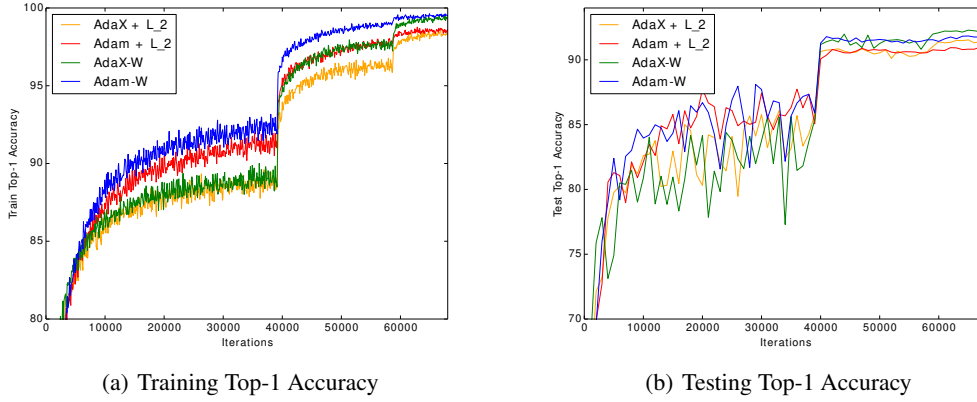 100
95
90
85
80
Train Top-1 Accuracy
AdaX + L_2
Adam + L_2
AdaX-W
Adam-W
0 10000 20000 30000 40000 50000 60000
Iterations
(a) Training Top-1 Accuracy
90
85
80
75
70
Test Top-1 Accuracy
AdaX + L_2
Adam + L_2
AdaX-W
Adam-W
0 10000 20000 30000 40000 50000 60000
Iterations
(b) Testing Top-1 Accuracy